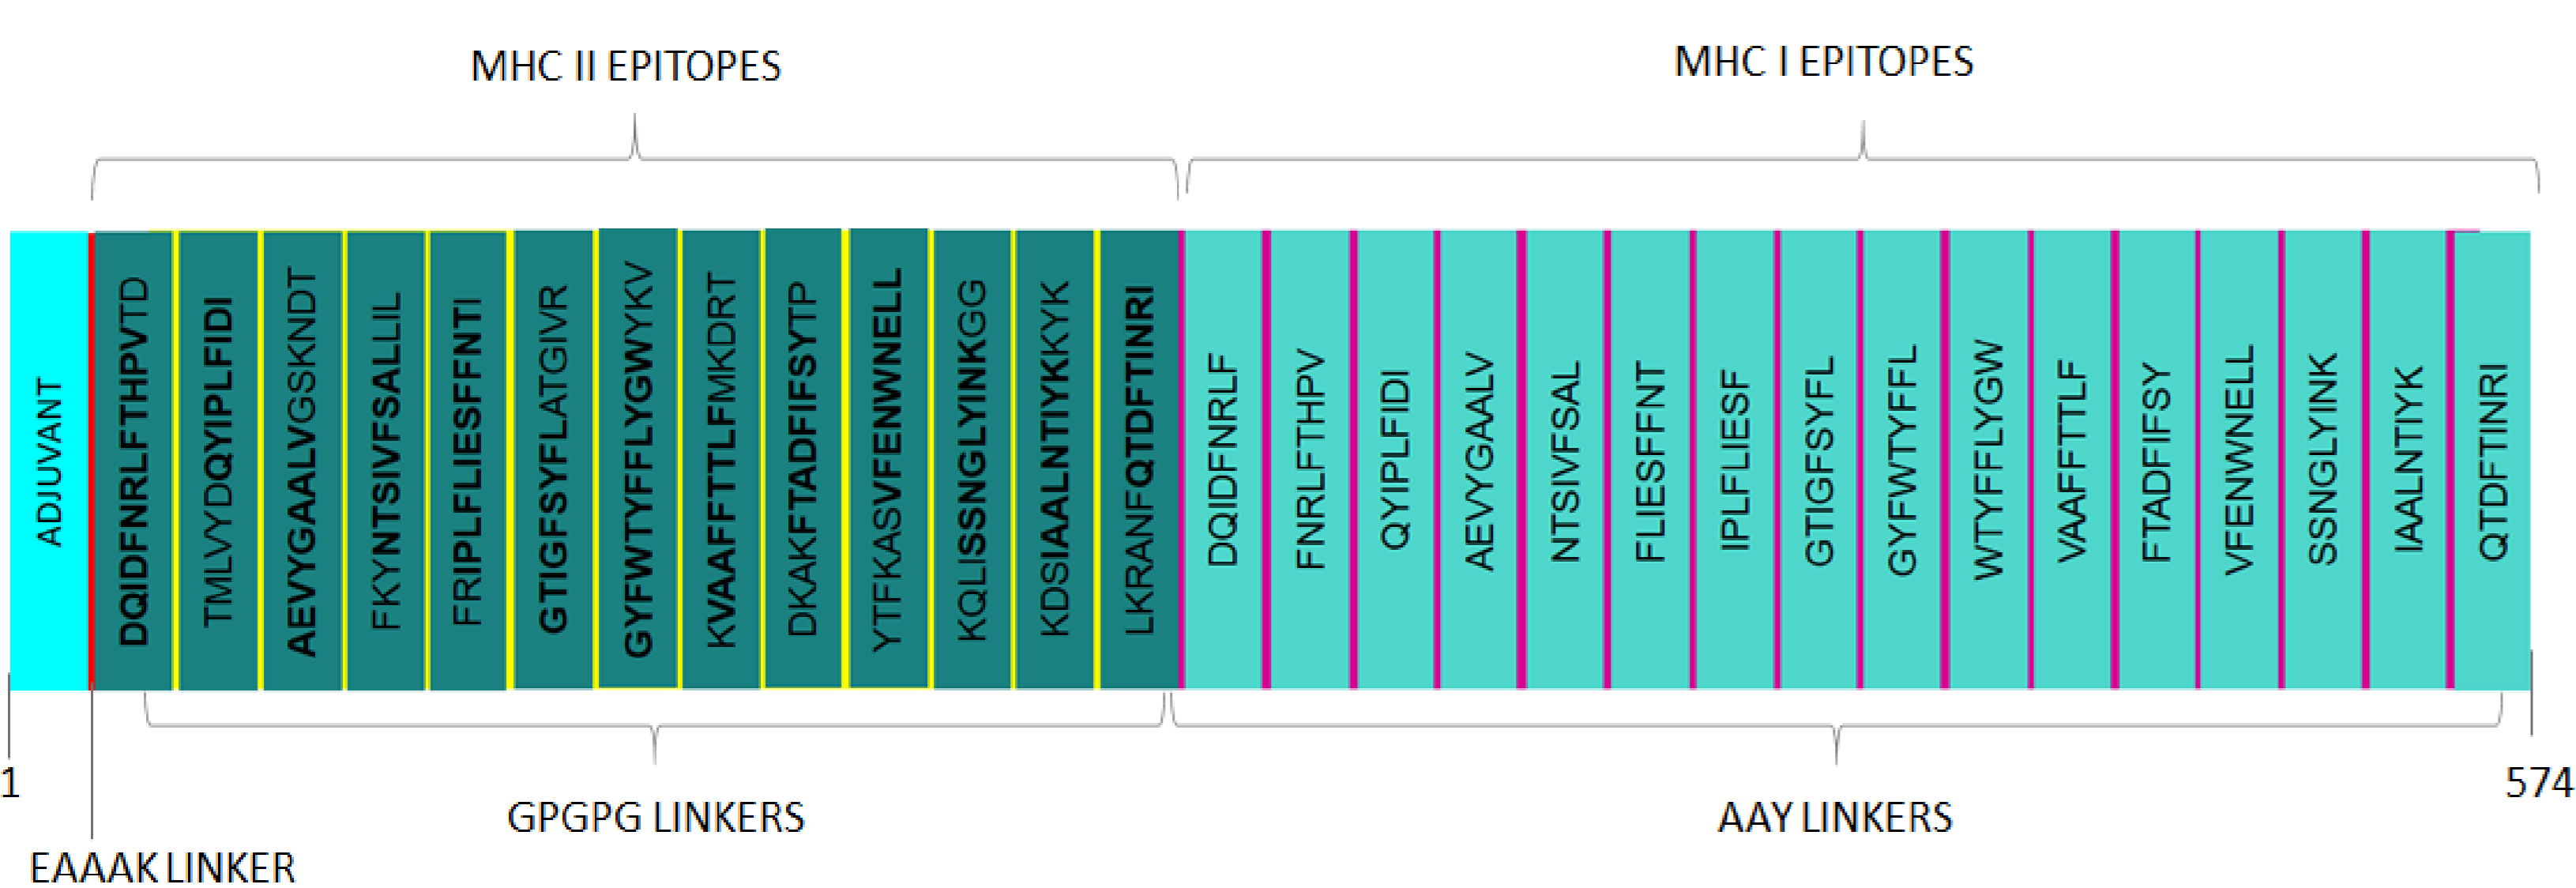 MHC II EPITOPES
MHC I EPITOPES
ADJUVANT
DQIDFNRLFTHPVTD
TMLVYDQYIPLFIDI
AEVYGAALVGSKNDT
FKYNTSIVFSALLIL
FRIPLFLIESFFNTI
GTIGFSYFLATGIVR
GYFWTYFFLYGWYKV
KVAAFFTTLFMKDRT
DKAKFTADFIFSYTP
YTFKASVFENWNELL
KQLISSNGLYINKGG
KDSIAALNTIYKKYK
LKRANFQTDFTINRI
DQIDFNRLF
FNRLFTHPV
QYIPLFIDI
AEVYGAALV
NTSIVFSAL
FLIESFFNT
IPLFLIESF
GTIGFSYFL
GYFWTYFFL
WTYFFLYGW
VAAFFTTLF
FTADFIFSY
VFENWNELL
SSNGLYINK
IAALNTIYK
QTDFTINRI
1
574
GPGPG LINKERS
AAY LINKERS
EAAAK LINKER